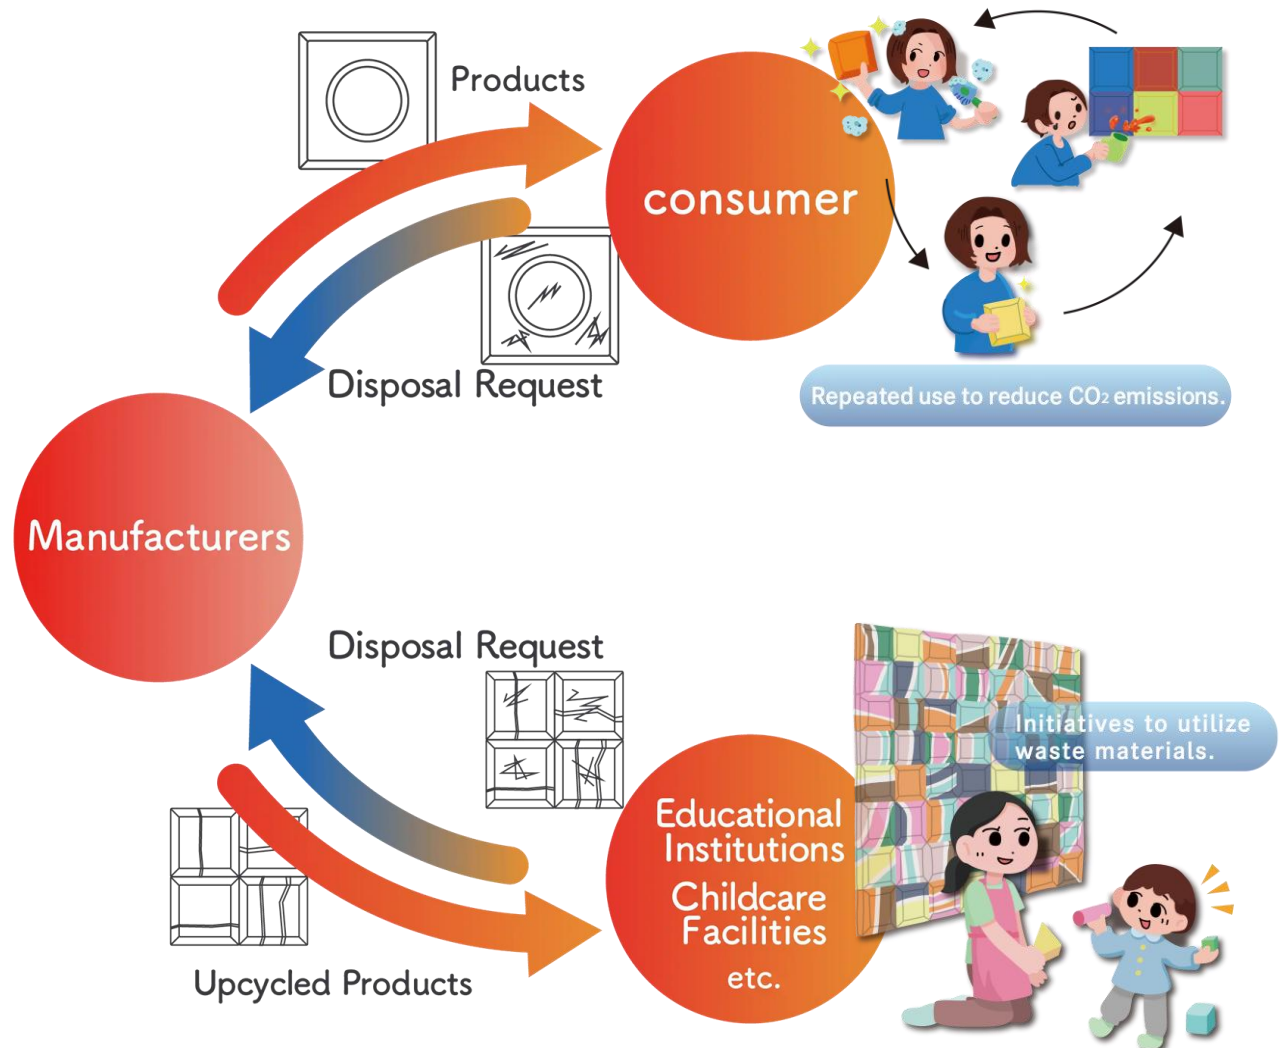 Products
consumer
Disposal Request
Repeated use to reduce CO₂ emissions.
Manufacturers
Disposal Request
Initiatives to utilize
waste materials.
Educational
Institutions
Childcare
Facilities
etc.
Upcycled Products